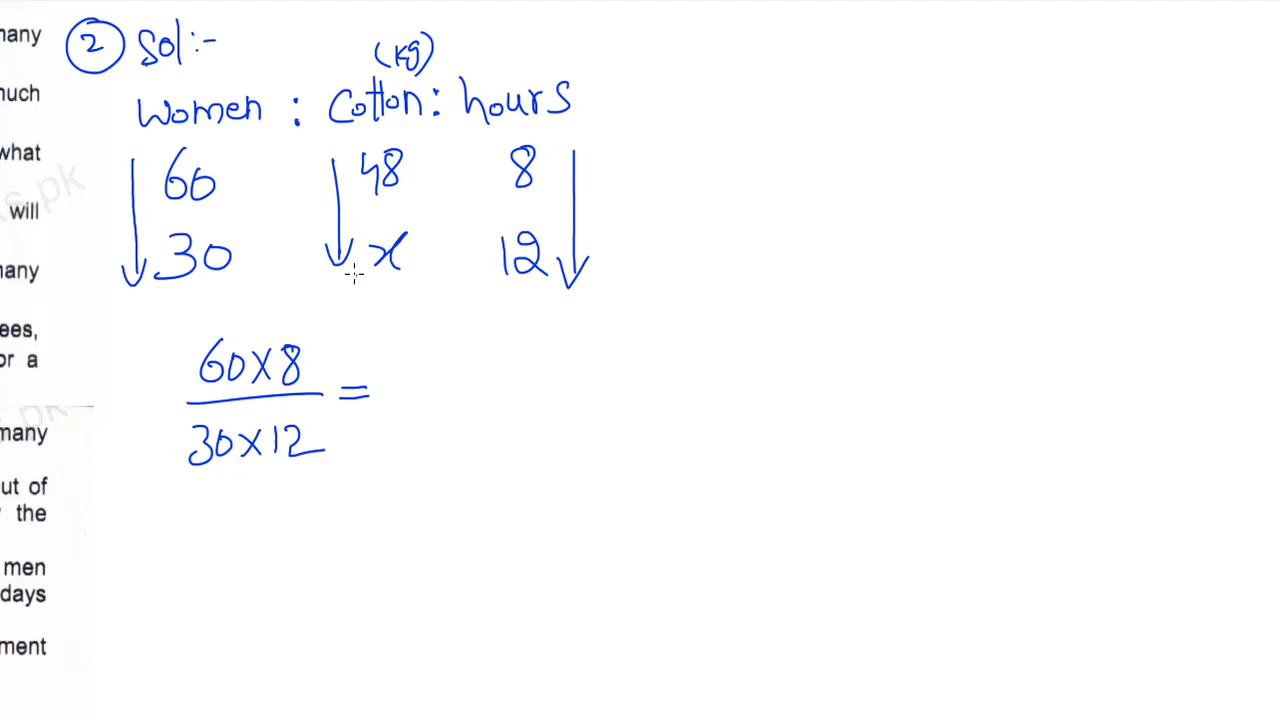 many
② Sol :-
(kg)
much
Women : Cotton : hours
what
60 48 8
will
30 x 12
many
ees,
or a
60 × 8
=
30 × 12
many
ut of
the
men
days
ment